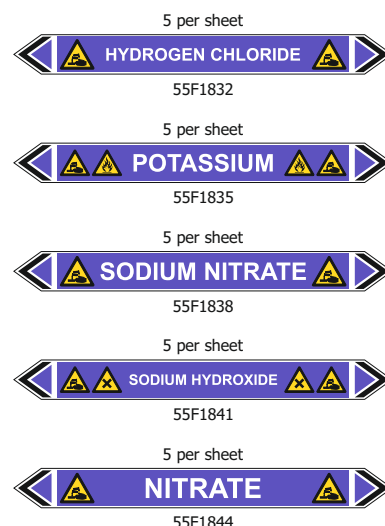 5 per sheet
HYDROGEN CHLORIDE
55F1832
5 per sheet
POTASSIUM
55F1835
5 per sheet
SODIUM NITRATE
55F1838
5 per sheet
SODIUM HYDROXIDE
55F1841
5 per sheet
NITRATE
55F1844